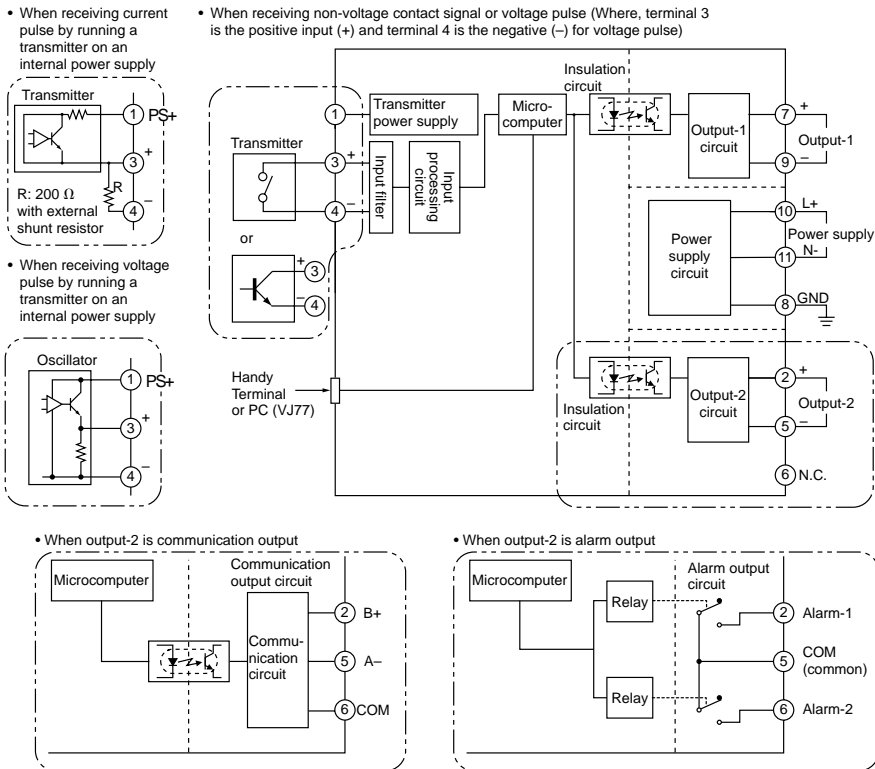 • When receiving current
pulse by running a
transmitter on an
internal power supply
Transmitter
1
PS+
3
+
R
4
–
R: 200 Ω
with external
shunt resistor
• When receiving voltage
pulse by running a
transmitter on an
internal power supply
Oscillator
1
PS+
3
+
4
–
• When receiving non-voltage contact signal or voltage pulse (Where, terminal 3
is the positive input (+) and terminal 4 is the negative (–) for voltage pulse)
Transmitter
1
3
+
4
–
or
+
3
–
4
Transmitter
power supply
Input filter
Input
processing
circuit
Micro-
computer
Insulation
circuit
Output-1
circuit
7
+
Output-1
9
–
Power
supply
circuit
10
L+
Power supply
11
N-
8
GND
Handy
Terminal
or PC (VJ77)
Insulation
circuit
Output-2
circuit
2
+
Output-2
5
–
6
N.C.
• When output-2 is communication output
Microcomputer
Communication
output circuit
Commu-
nication
circuit
2
B+
5
A–
6
COM
• When output-2 is alarm output
Microcomputer
Relay
Relay
Alarm output
circuit
2
Alarm-1
5
COM
(common)
6
Alarm-2